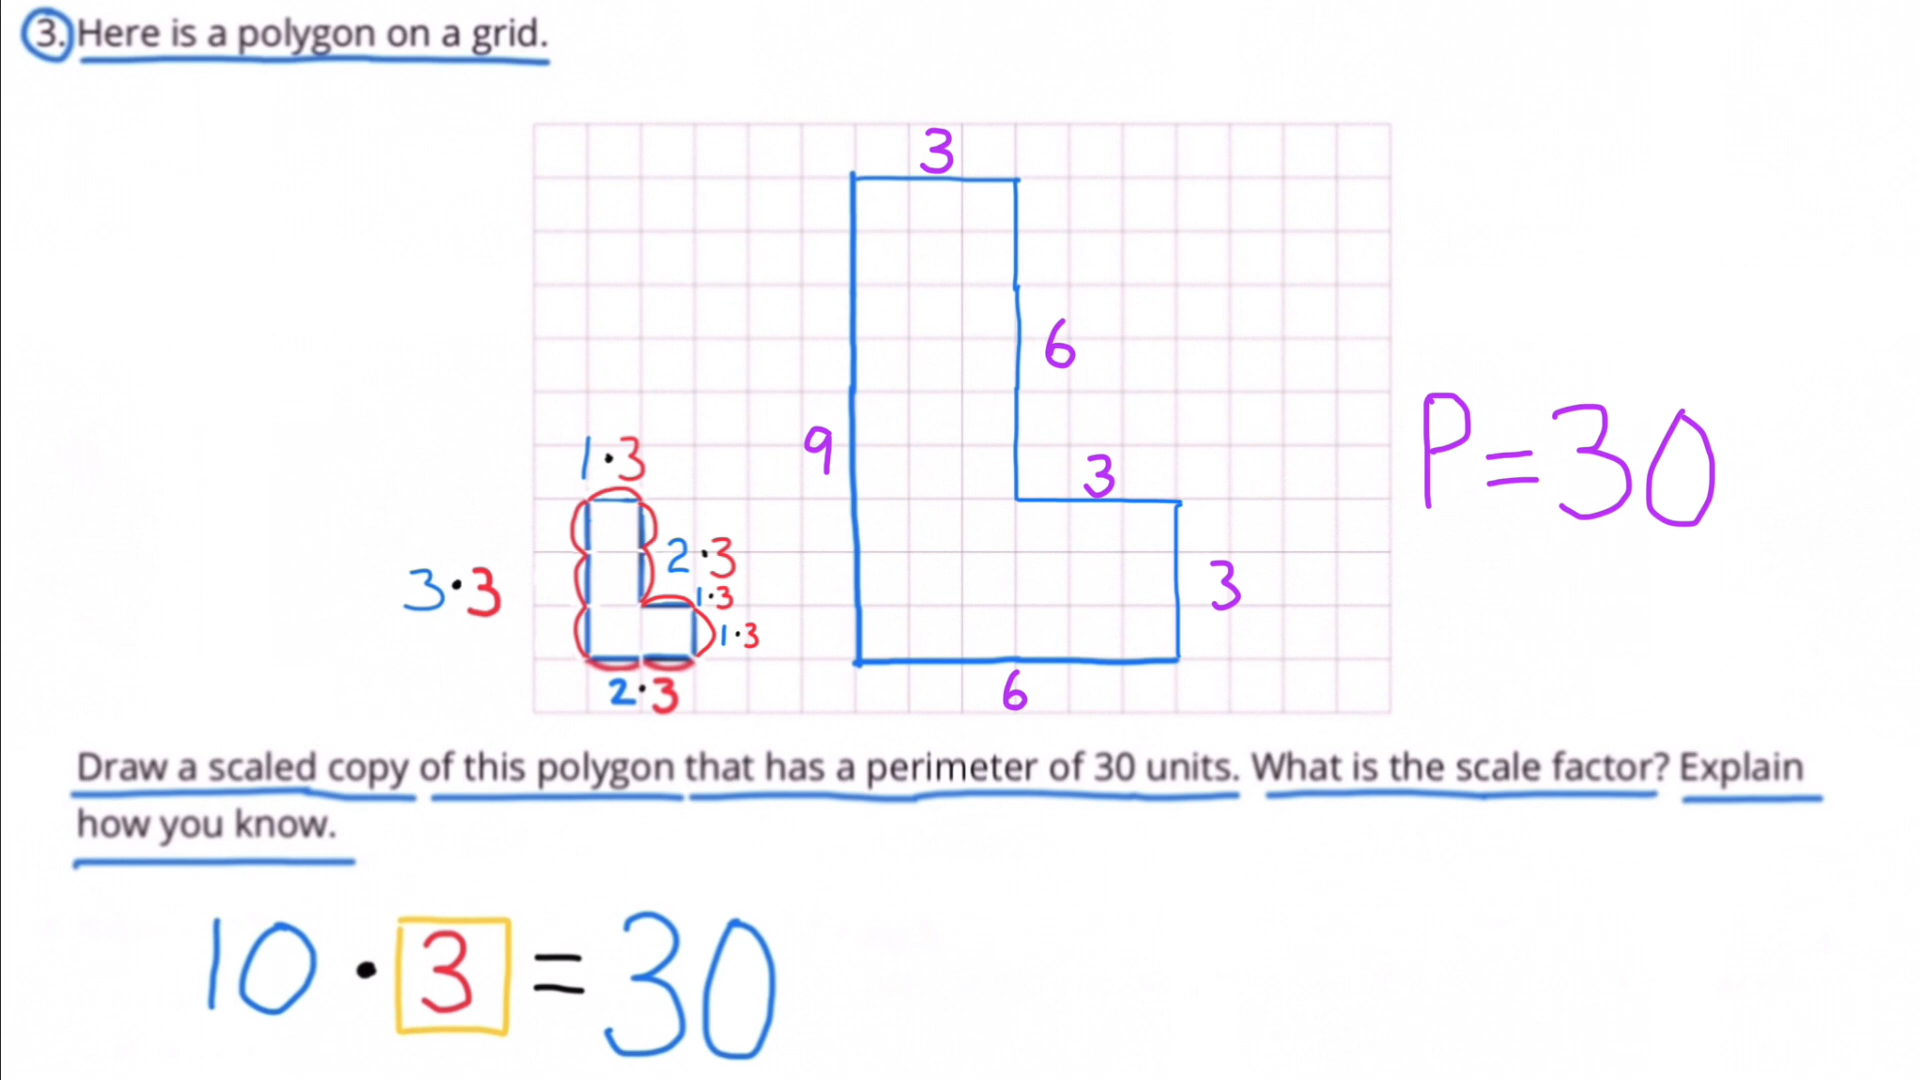 3. Here is a polygon on a grid.
3
6
9
1·3
3
P=30
2·3
3·3
1·3
3
1·3
2·3
6
Draw a scaled copy of this polygon that has a perimeter of 30 units. What is the scale factor? Explain
how you know.
10 · 3 = 30